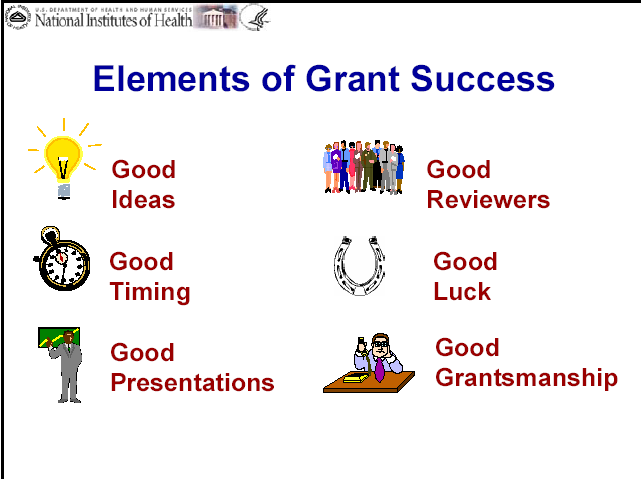 U.S. DEPARTMENT OF HEALTH AND HUMAN SERVICES
National Institutes of Health
Elements of Grant Success
Good
Ideas
Good
Reviewers
Good
Timing
Good
Luck
Good
Presentations
Good
Grantsmanship